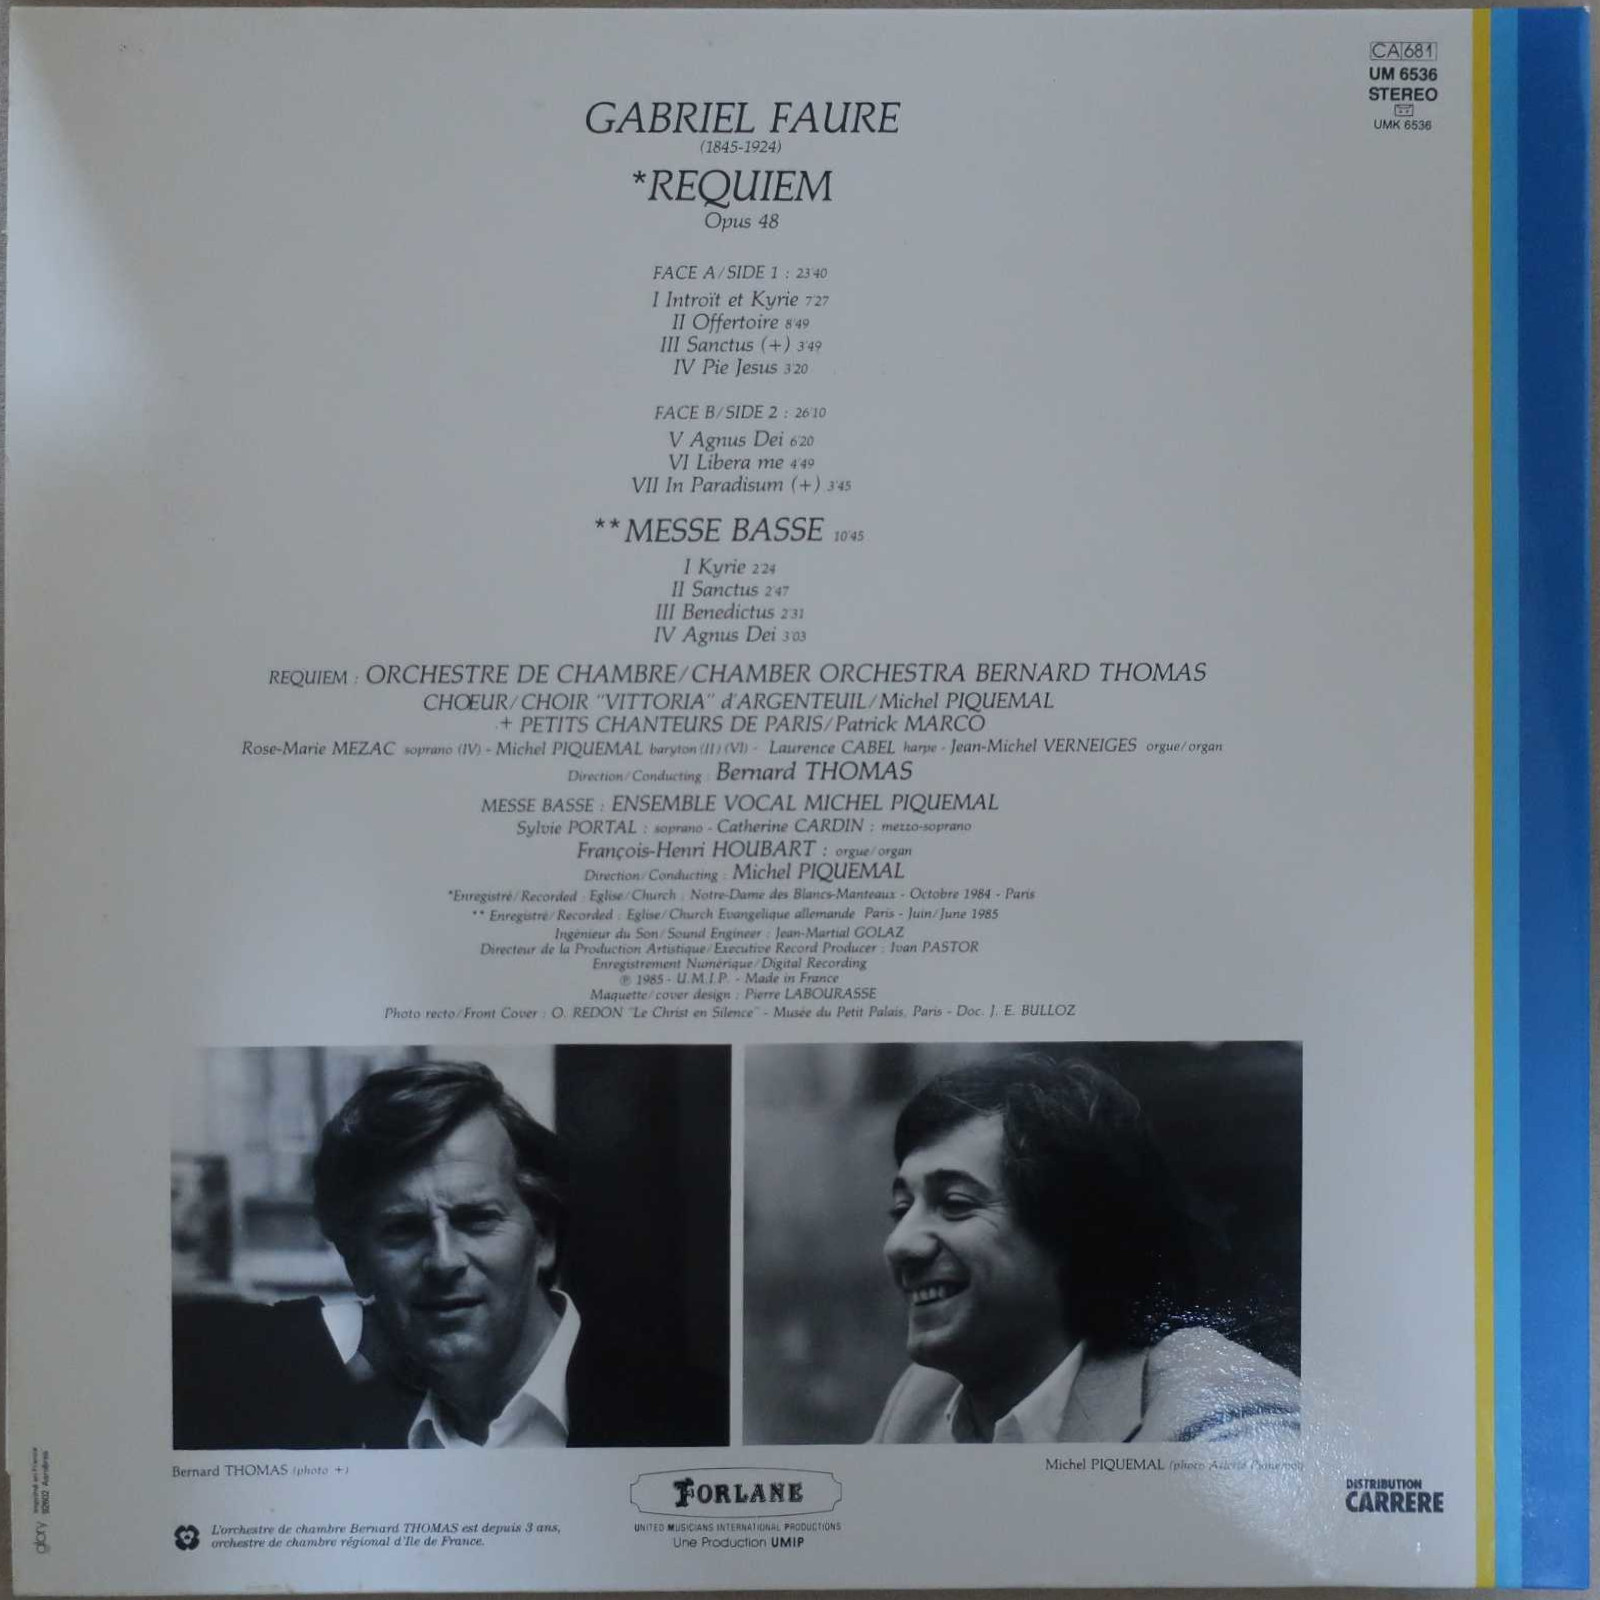 CA 681
UM 6536
STEREO
UMK 6536
GABRIEL FAURE
(1845-1924)
*REQUIEM
Opus 48
FACE A/SIDE 1 : 23'40
I Introït et Kyrie 7'27
II Offertoire 8'49
III Sanctus (+) 3'49
IV Pie Jesus 3'20
FACE B/SIDE 2 : 26'10
V Agnus Dei 6'20
VI Libera me 4'49
VII In Paradisum (+) 3'45
**MESSE BASSE 10'45
I Kyrie 2'24
II Sanctus 2'47
III Benedictus 2'31
IV Agnus Dei 3'03
REQUIEM : ORCHESTRE DE CHAMBRE/CHAMBER ORCHESTRA BERNARD THOMAS
CHŒUR/CHOIR "VITTORIA" d'ARGENTEUIL/Michel PIQUEMAL
+ PETITS CHANTEURS DE PARIS/Patrick MARCO
Rose-Marie MEZAC soprano (IV) - Michel PIQUEMAL baryton (II) (VI) - Laurence CABEL harpe - Jean-Michel VERNEIGES orgue/organ
Direction/Conducting : Bernard THOMAS
MESSE BASSE : ENSEMBLE VOCAL MICHEL PIQUEMAL
Sylvie PORTAL : soprano - Catherine CARDIN : mezzo-soprano
François-Henri HOUBART : orgue/organ
Direction/Conducting : Michel PIQUEMAL
*Enregistré/Recorded : Eglise/Church : Notre-Dame des Blancs-Manteaux - Octobre 1984 - Paris
** Enregistré/Recorded : Eglise/Church Evangelique allemande Paris - Juin/June 1985
Ingénieur du Son/Sound Engineer : Jean-Martial GOLAZ
Directeur de la Production Artistique/Executive Record Producer : Ivan PASTOR
Enregistrement Numérique/Digital Recording
℗ 1985 - U.M.I.P. - Made in France
Maquette/cover design : Pierre LABOURASSE
Photo recto/Front Cover : O. REDON "Le Christ en Silence" - Musée du Petit Palais, Paris - Doc. J. E. BULLOZ
Bernard THOMAS (photo +)
Michel PIQUEMAL (photo
L'orchestre de chambre Bernard THOMAS est depuis 3 ans,
orchestre de chambre régional d'Ile de France.
FORLANE
UNITED MUSICIANS INTERNATIONAL PRODUCTIONS
Une Production UMIP
DISTRIBUTION
CARRERE
glory imprimé en France
92602 Asnières